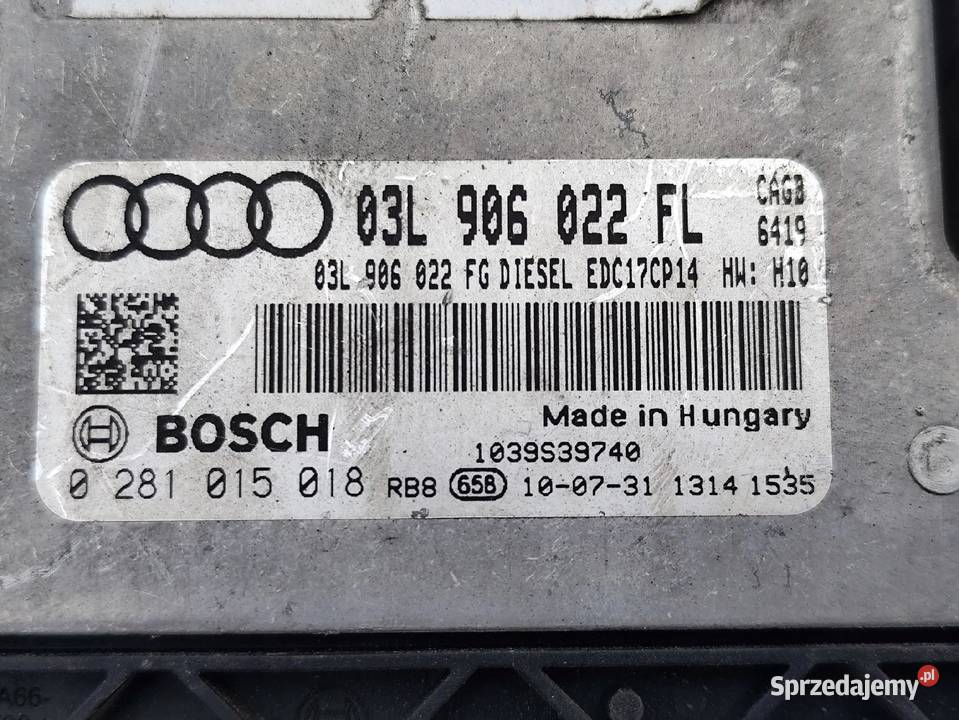 03L 906 022 FL
CAGB
6419
03L 906 022 FG DIESEL EDC17CP14 HW: H10
BOSCH
Made in Hungary
1039S39740
0 281 015 018 RB8 65B 10-07-31 1314 1535
Sprzedajemy.pl